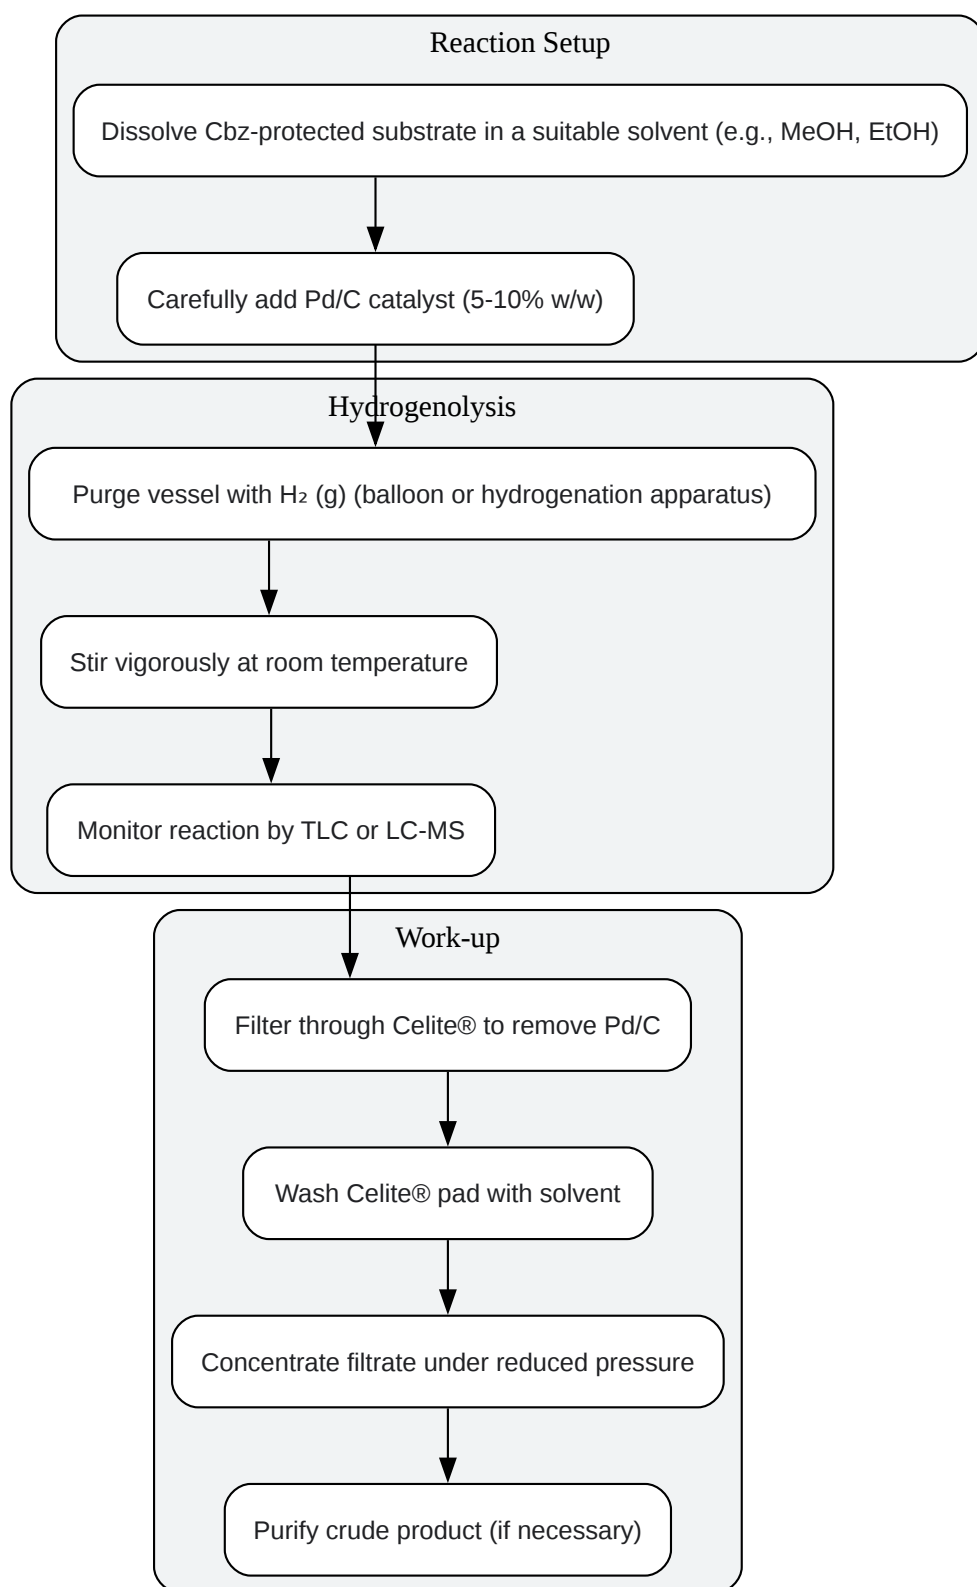 Reaction Setup
Dissolve Cbz-protected substrate in a suitable solvent (e.g., MeOH, EtOH)
Carefully add Pd/C catalyst (5-10% w/w)
Hydrogenolysis
Purge vessel with H₂ (g) (balloon or hydrogenation apparatus)
Stir vigorously at room temperature
Monitor reaction by TLC or LC-MS
Work-up
Filter through Celite® to remove Pd/C
Wash Celite® pad with solvent
Concentrate filtrate under reduced pressure
Purify crude product (if necessary)